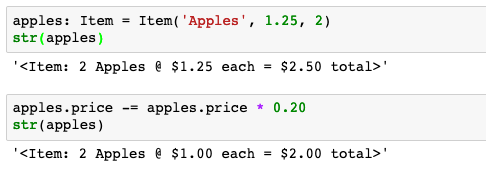 apples: Item = Item('Apples', 1.25, 2)
str(apples)
'<Item: 2 Apples @ $1.25 each = $2.50 total>'
apples.price -= apples.price * 0.20
str(apples)
'<Item: 2 Apples @ $1.00 each = $2.00 total>'